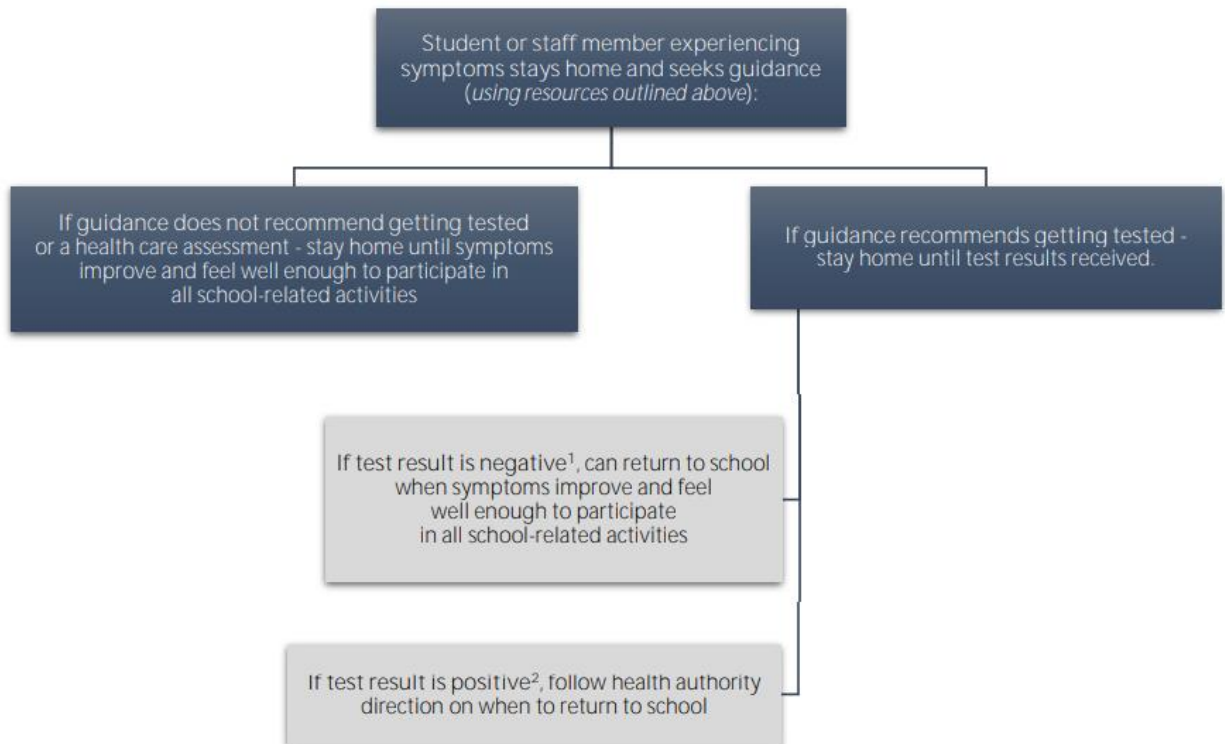 Student or staff member experiencing
symptoms stays home and seeks guidance
(using resources outlined above):
If guidance does not recommend getting tested
or a health care assessment - stay home until symptoms
improve and feel well enough to participate in
all school-related activities
If guidance recommends getting tested -
stay home until test results received.
If test result is negative¹, can return to school
when symptoms improve and feel
well enough to participate
in all school-related activities
If test result is positive², follow health authority
direction on when to return to school